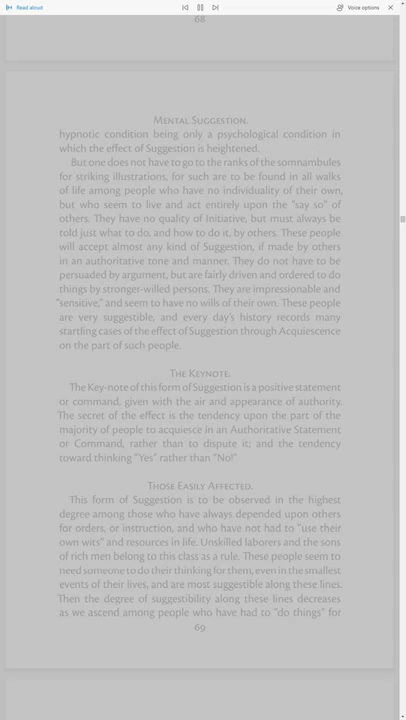 Read aloud
Voice options
68
Mental Suggestion.
hypnotic condition being only a psychological condition in
which the effect of Suggestion is heightened.
But one does not have to go to the ranks of the somnambules
for striking illustrations, for such are to be found in all walks
of life among people who have no individuality of their own,
but who seem to live and act entirely upon the "say so" of
others. They have no quality of Initiative, but must always be
told just what to do, and how to do it, by others. These people
will accept almost any kind of Suggestion, if made by others
in an authoritative tone and manner. They do not have to be
persuaded by argument, but are fairly driven and ordered to do
things by stronger-willed persons. They are impressionable and
"sensitive," and seem to have no wills of their own. These people
are very suggestible, and every day's history records many
startling cases of the effect of Suggestion through Acquiescence
on the part of such people.
The Keynote.
The Key-note of this form of Suggestion is a positive statement
or command, given with the air and appearance of authority.
The secret of the effect is the tendency upon the part of the
majority of people to acquiesce in an Authoritative Statement
or Command, rather than to dispute it; and the tendency
toward thinking "Yes" rather than "No!"
Those Easily Affected.
This form of Suggestion is to be observed in the highest
degree among those who have always depended upon others
for orders, or instruction, and who have not had to "use their
own wits" and resources in life. Unskilled laborers and the sons
of rich men belong to this class as a rule. These people seem to
need someone to do their thinking for them, even in the smallest
events of their lives, and are most suggestible along these lines.
Then the degree of suggestibility along these lines decreases
as we ascend among people who have had to "do things" for
69